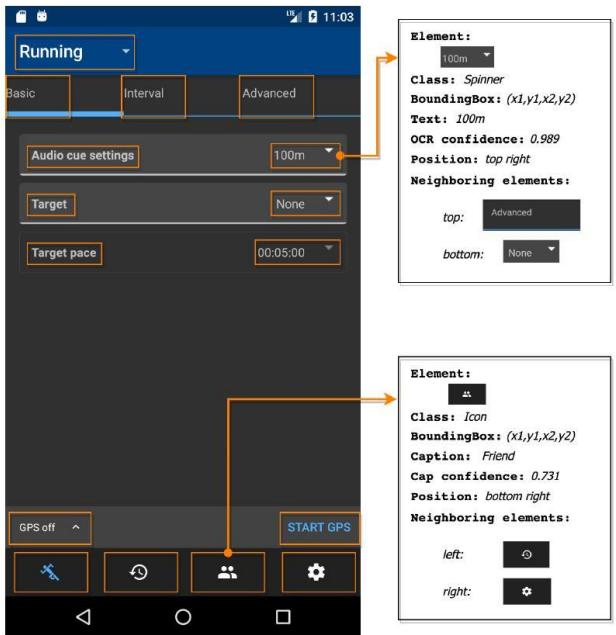 LTE 11:03
Running
Basic Interval Advanced
Audio cue settings 100m
Target None
Target pace 00:05:00
GPS off START GPS
Element:
100m
Class: Spinner
BoundingBox: (x1,y1,x2,y2)
Text: 100m
OCR confidence: 0.989
Position: top right
Neighboring elements:
top: Advanced
bottom: None
Element:
Class: Icon
BoundingBox: (x1,y1,x2,y2)
Caption: Friend
Cap confidence: 0.731
Position: bottom right
Neighboring elements:
left:
right: